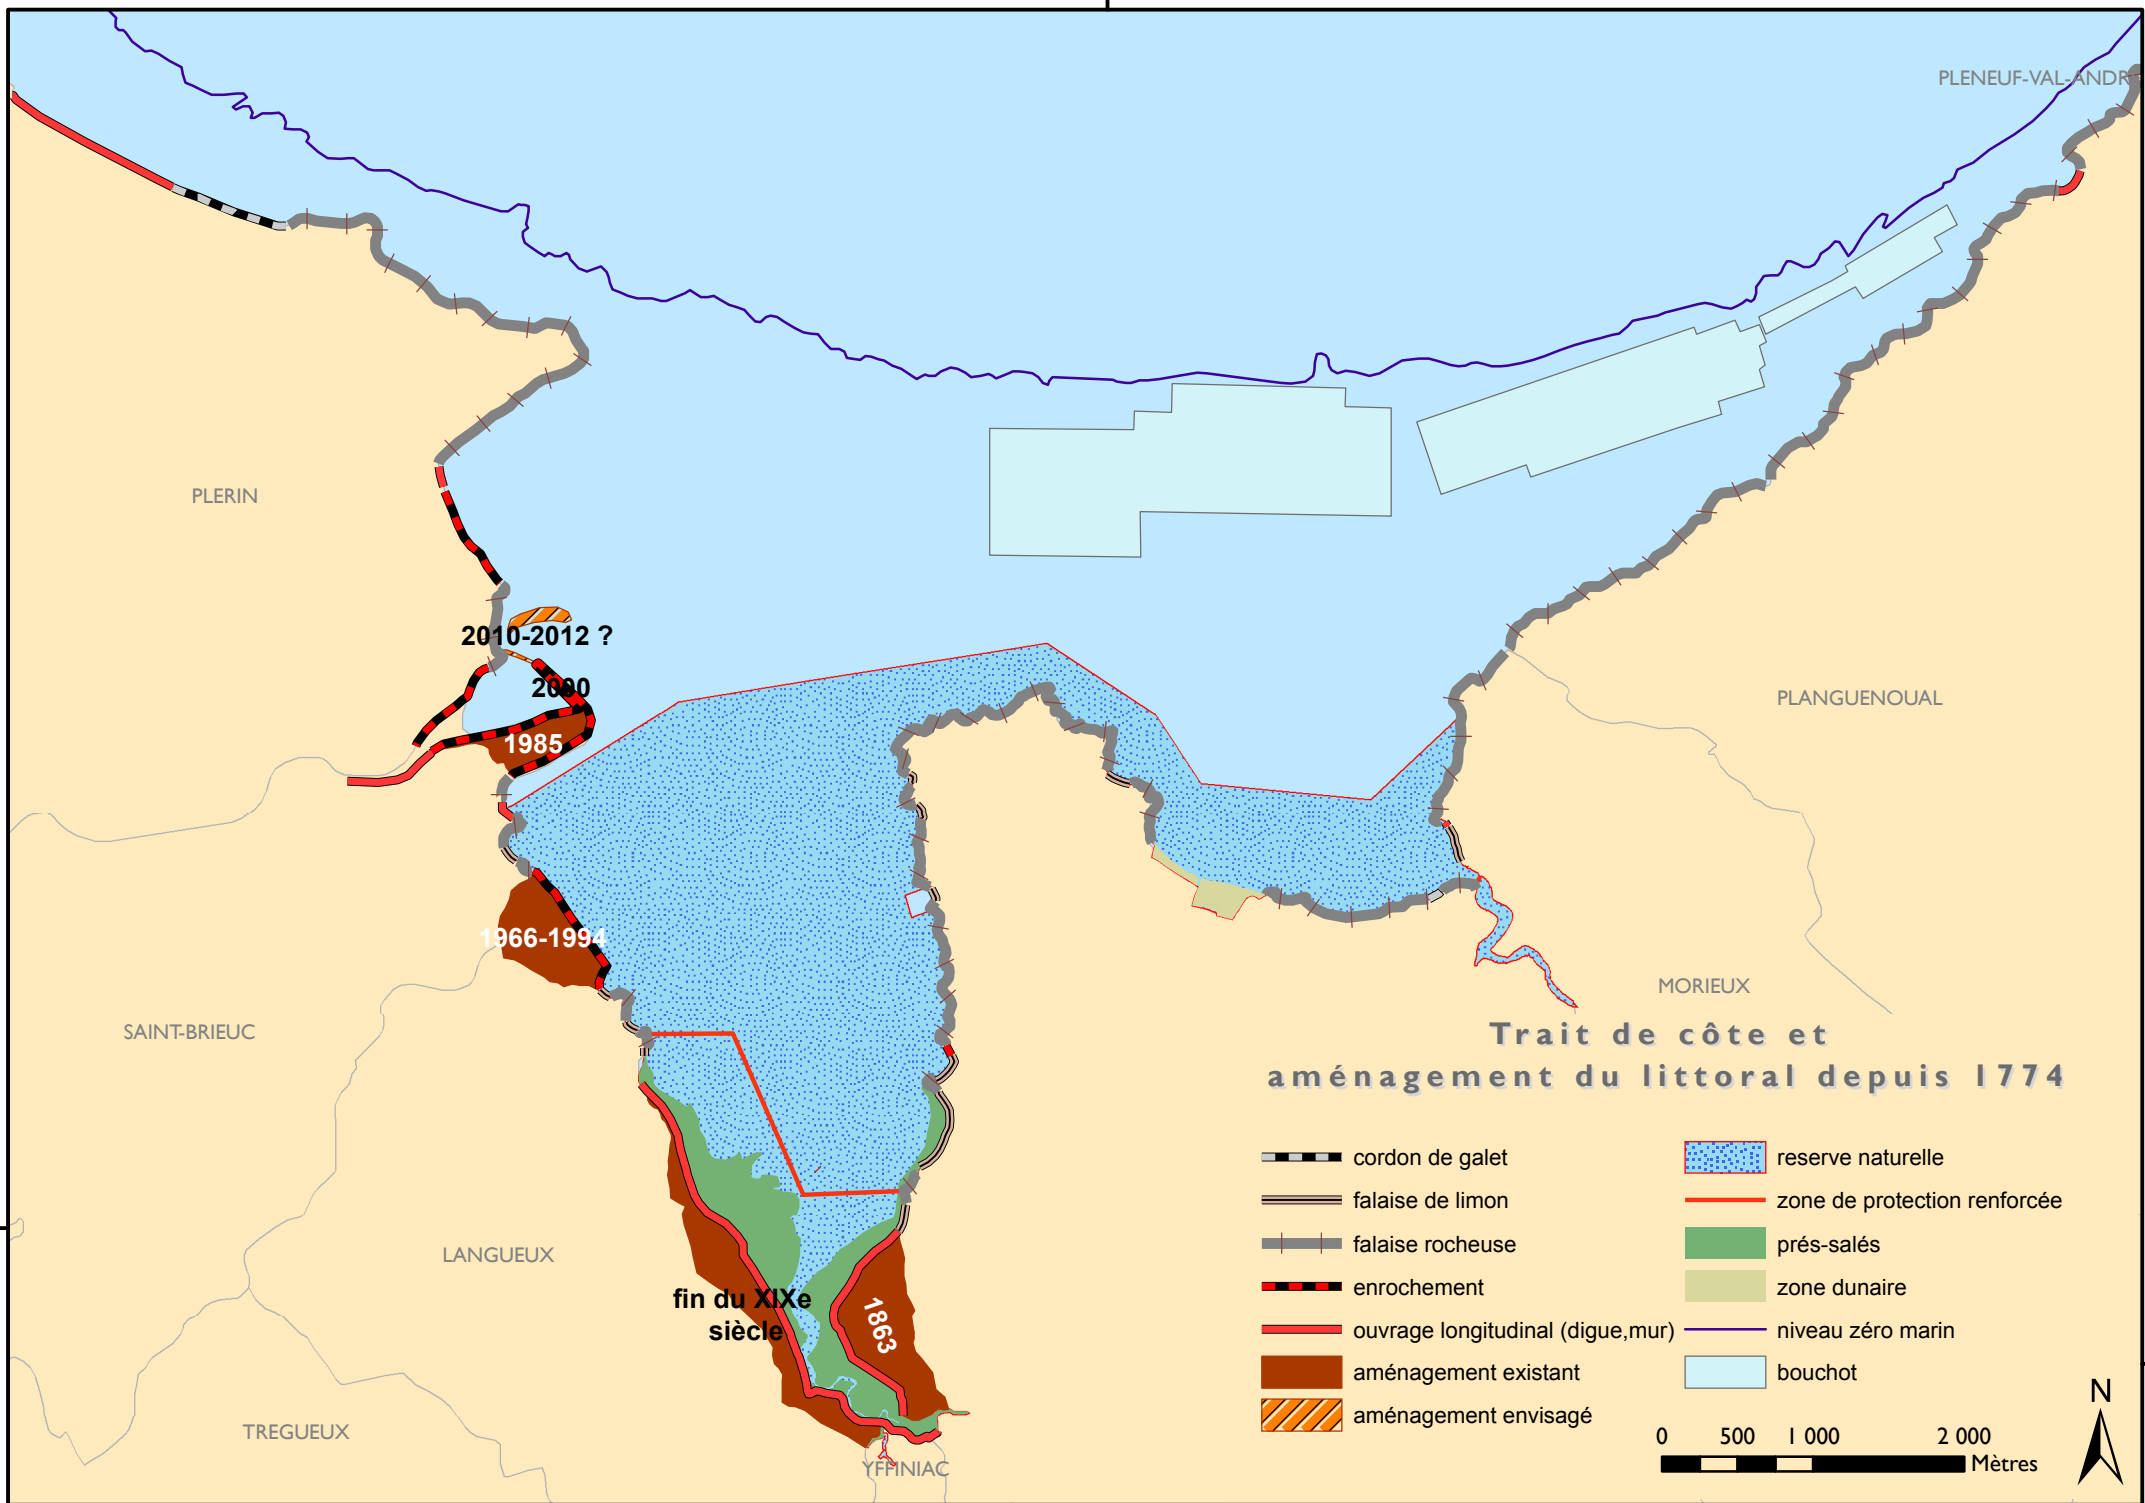 PLENEUF-VAL-ANDR
PLERIN
2010-2012 ?
2000
PLANGUENOUAL
1985
1966-1994
MORIEUX
SAINT-BRIEUC
Trait de côte et
aménagement du littoral depuis 1774
LANGUEUX
fin du XIXe
siècle
1863
TREGUEUX
YFFINIAC
cordon de galet
falaise de limon
falaise rocheuse
enrochement
ouvrage longitudinal (digue,mur)
aménagement existant
aménagement envisagé
reserve naturelle
zone de protection renforcée
prés-salés
zone dunaire
niveau zéro marin
bouchot
N
0 500 1 000 2 000
Mètres